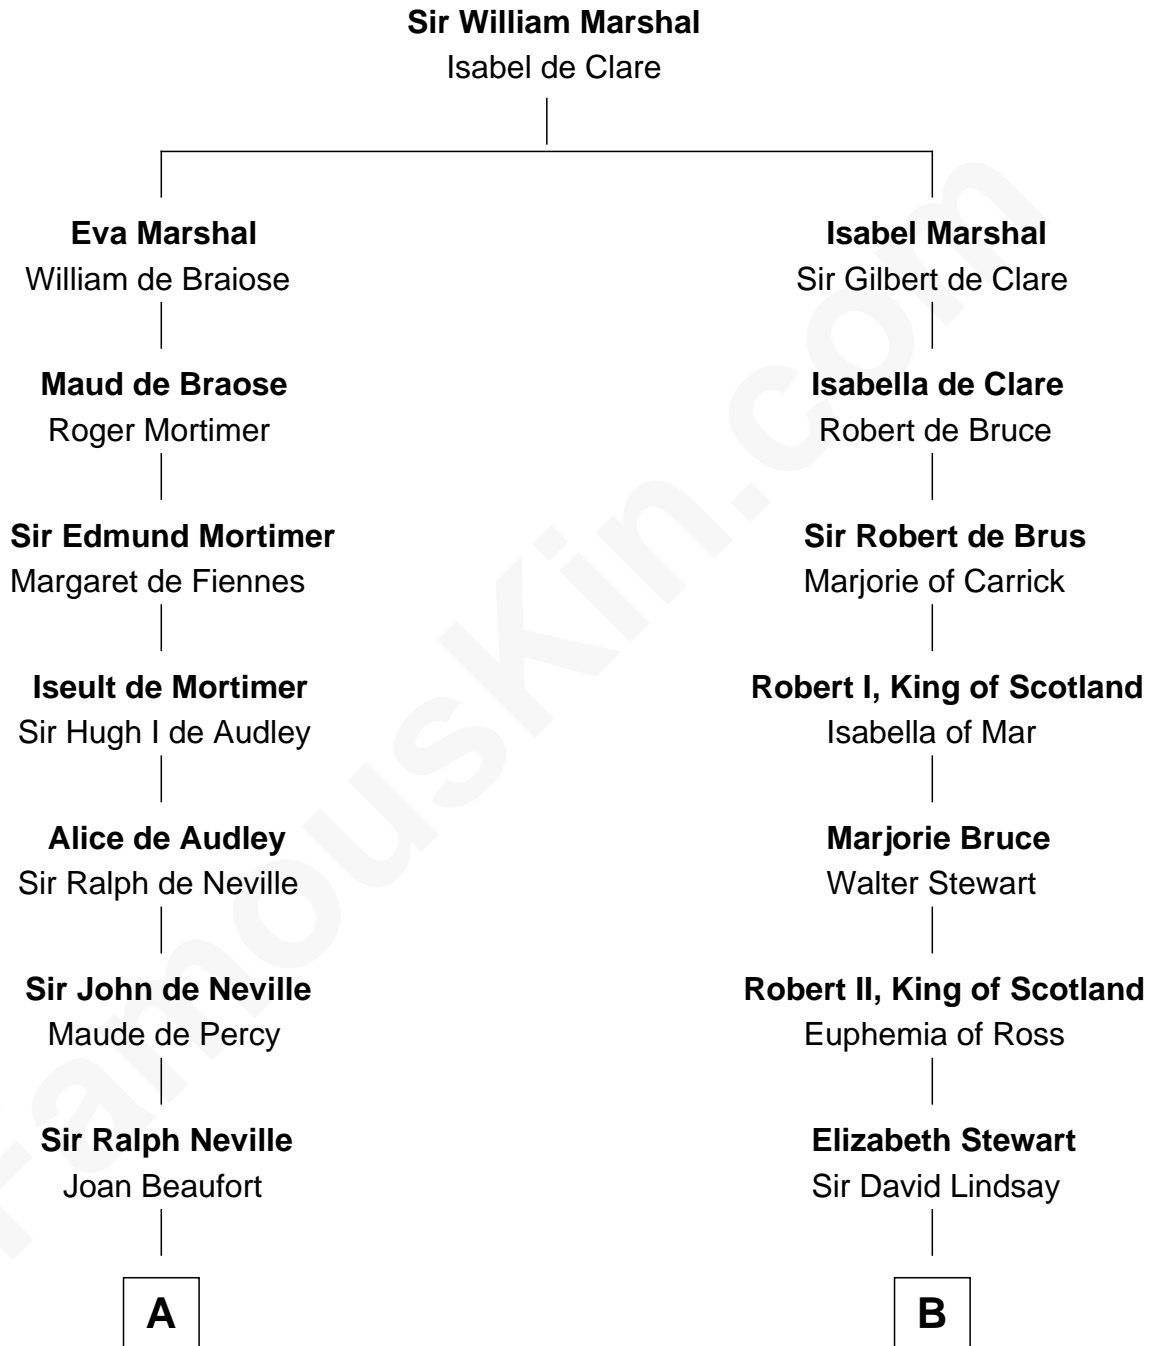 Sir William Marshal
Isabel de Clare
Eva Marshal
William de Braiose
Maud de Braose
Roger Mortimer
Sir Edmund Mortimer
Margaret de Fiennes
Iseult de Mortimer
Sir Hugh I de Audley
Alice de Audley
Sir Ralph de Neville
Sir John de Neville
Maude de Percy
Sir Ralph Neville
Joan Beaufort
A
Isabel Marshal
Sir Gilbert de Clare
Isabella de Clare
Robert de Bruce
Sir Robert de Brus
Marjorie of Carrick
Robert I, King of Scotland
Isabella of Mar
Marjorie Bruce
Walter Stewart
Robert II, King of Scotland
Euphemia of Ross
Elizabeth Stewart
Sir David Lindsay
B
FamousKin.com